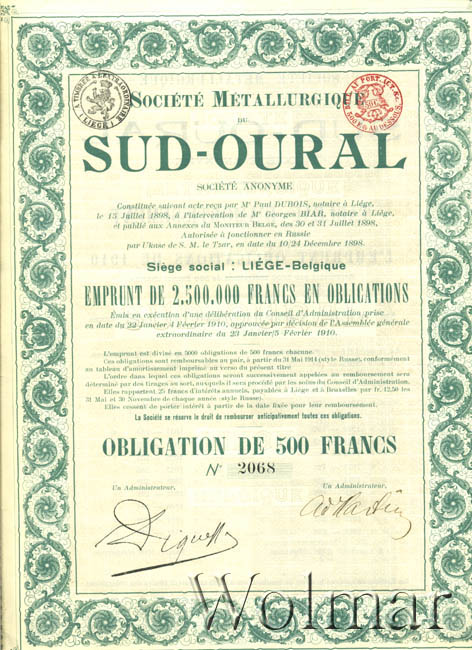 SOCIÉTÉ MÉTALLURGIQUE
DU
SUD-OURAL
SOCIÉTÉ ANONYME
Constituée suivant acte reçu par Mᵉ Paul DUBOIS, notaire à Liége,
le 15 Juillet 1898, à l'intervention de Mᵉ Georges BIAR, notaire à Liége,
et publié aux Annexes du MONITEUR BELGE, des 30 et 31 Juillet 1898,
Autorisée à fonctionner en Russie
par Ukase de S. M. le Tzar, en date du 10/24 Décembre 1898.
Siége social : LIÉGE-Belgique
EMPRUNT DE 2.500.000 FRANCS EN OBLICATIONS
Émis en exécution d'une délibération du Conseil d'Administration prise
en date du 22 Janvier/4 Février 1910, approuvée par décision de l'Assemblée générale
extraordinaire du 23 Janvier/5 Février 1910.
L'emprunt est divisé en 5000 obligations de 500 francs chacune.
Ces obligations sont remboursables au pair, à partir du 31 Mai 1914 (style Russe), conformément
au tableau d'amortissement imprimé au verso du présent titre
L'ordre dans lequel ces obligations seront successivement appelées au remboursement sera
déterminé par des tirages au sort, auxquels il sera procédé par les soins du Conseil d'Administration.
Elles rapportent 25 francs d'intérêts annuels, payables à Liége et à Bruxelles par fr. 12,50 les
31 Mai et 30 Novembre de chaque année (style Russe).
Elles cessent de porter intérêt à partir de la date fixée pour leur remboursement.
La Société se réserve le droit de rembourser anticipativement toutes ces obligations.
OBLIGATION DE 500 FRANCS
Nº 2068
Un Administrateur, Un Administrateur,
Wolmar